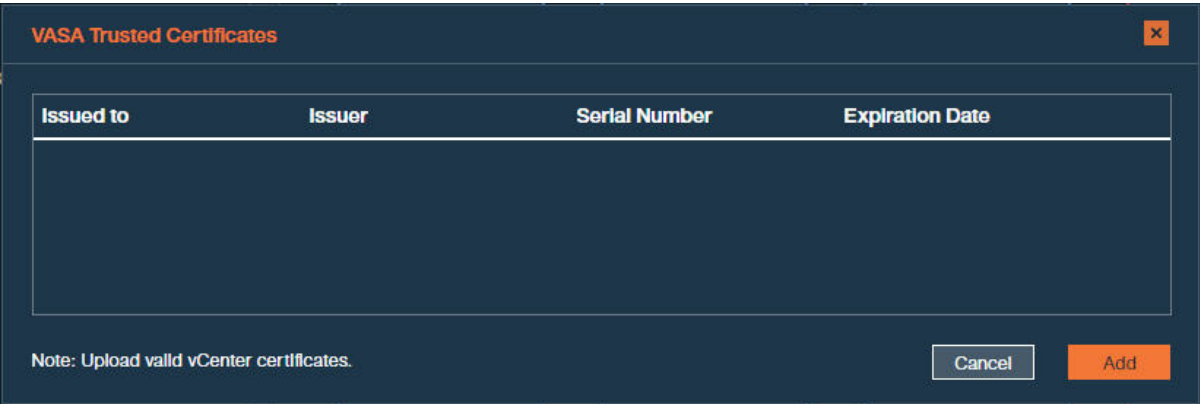 VASA Trusted Certificates
Issued to Issuer Serial Number Expiration Date
Note: Upload valid vCenter certificates.
Cancel Add